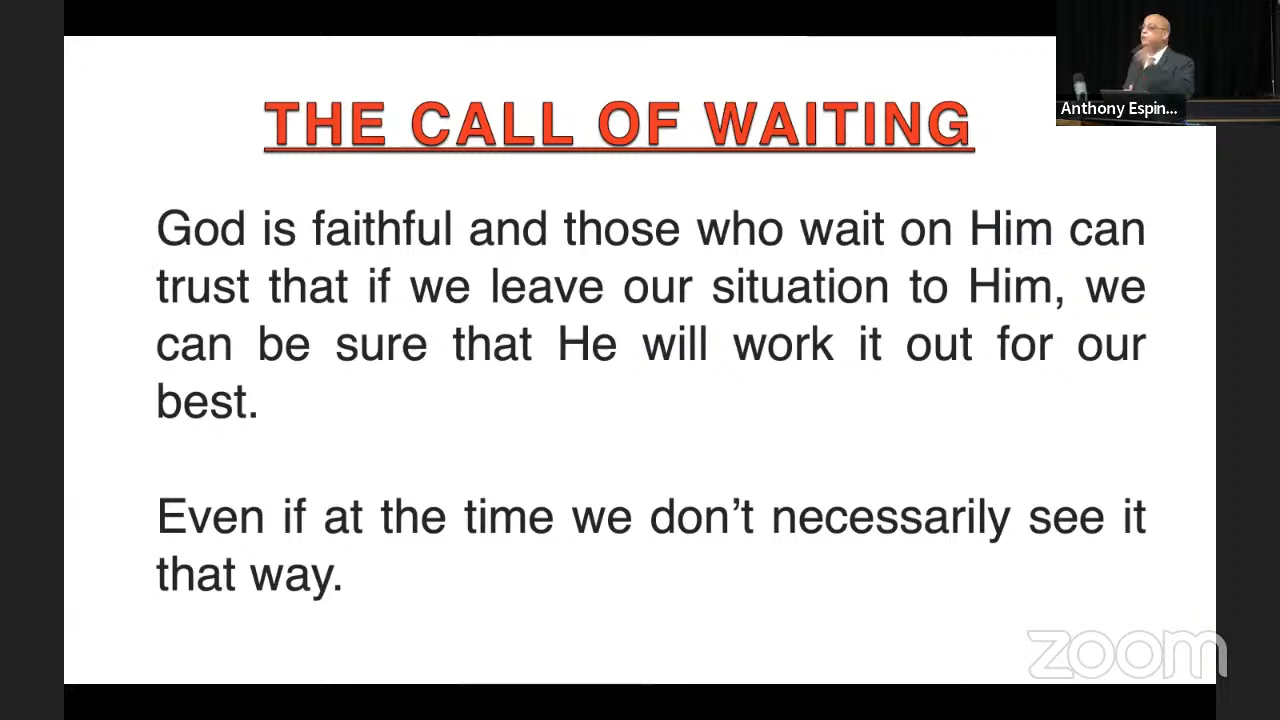 THE CALL OF WAITING
Anthony Espin...
God is faithful and those who wait on Him can
trust that if we leave our situation to Him, we
can be sure that He will work it out for our
best.
Even if at the time we don’t necessarily see it
that way.
zoom